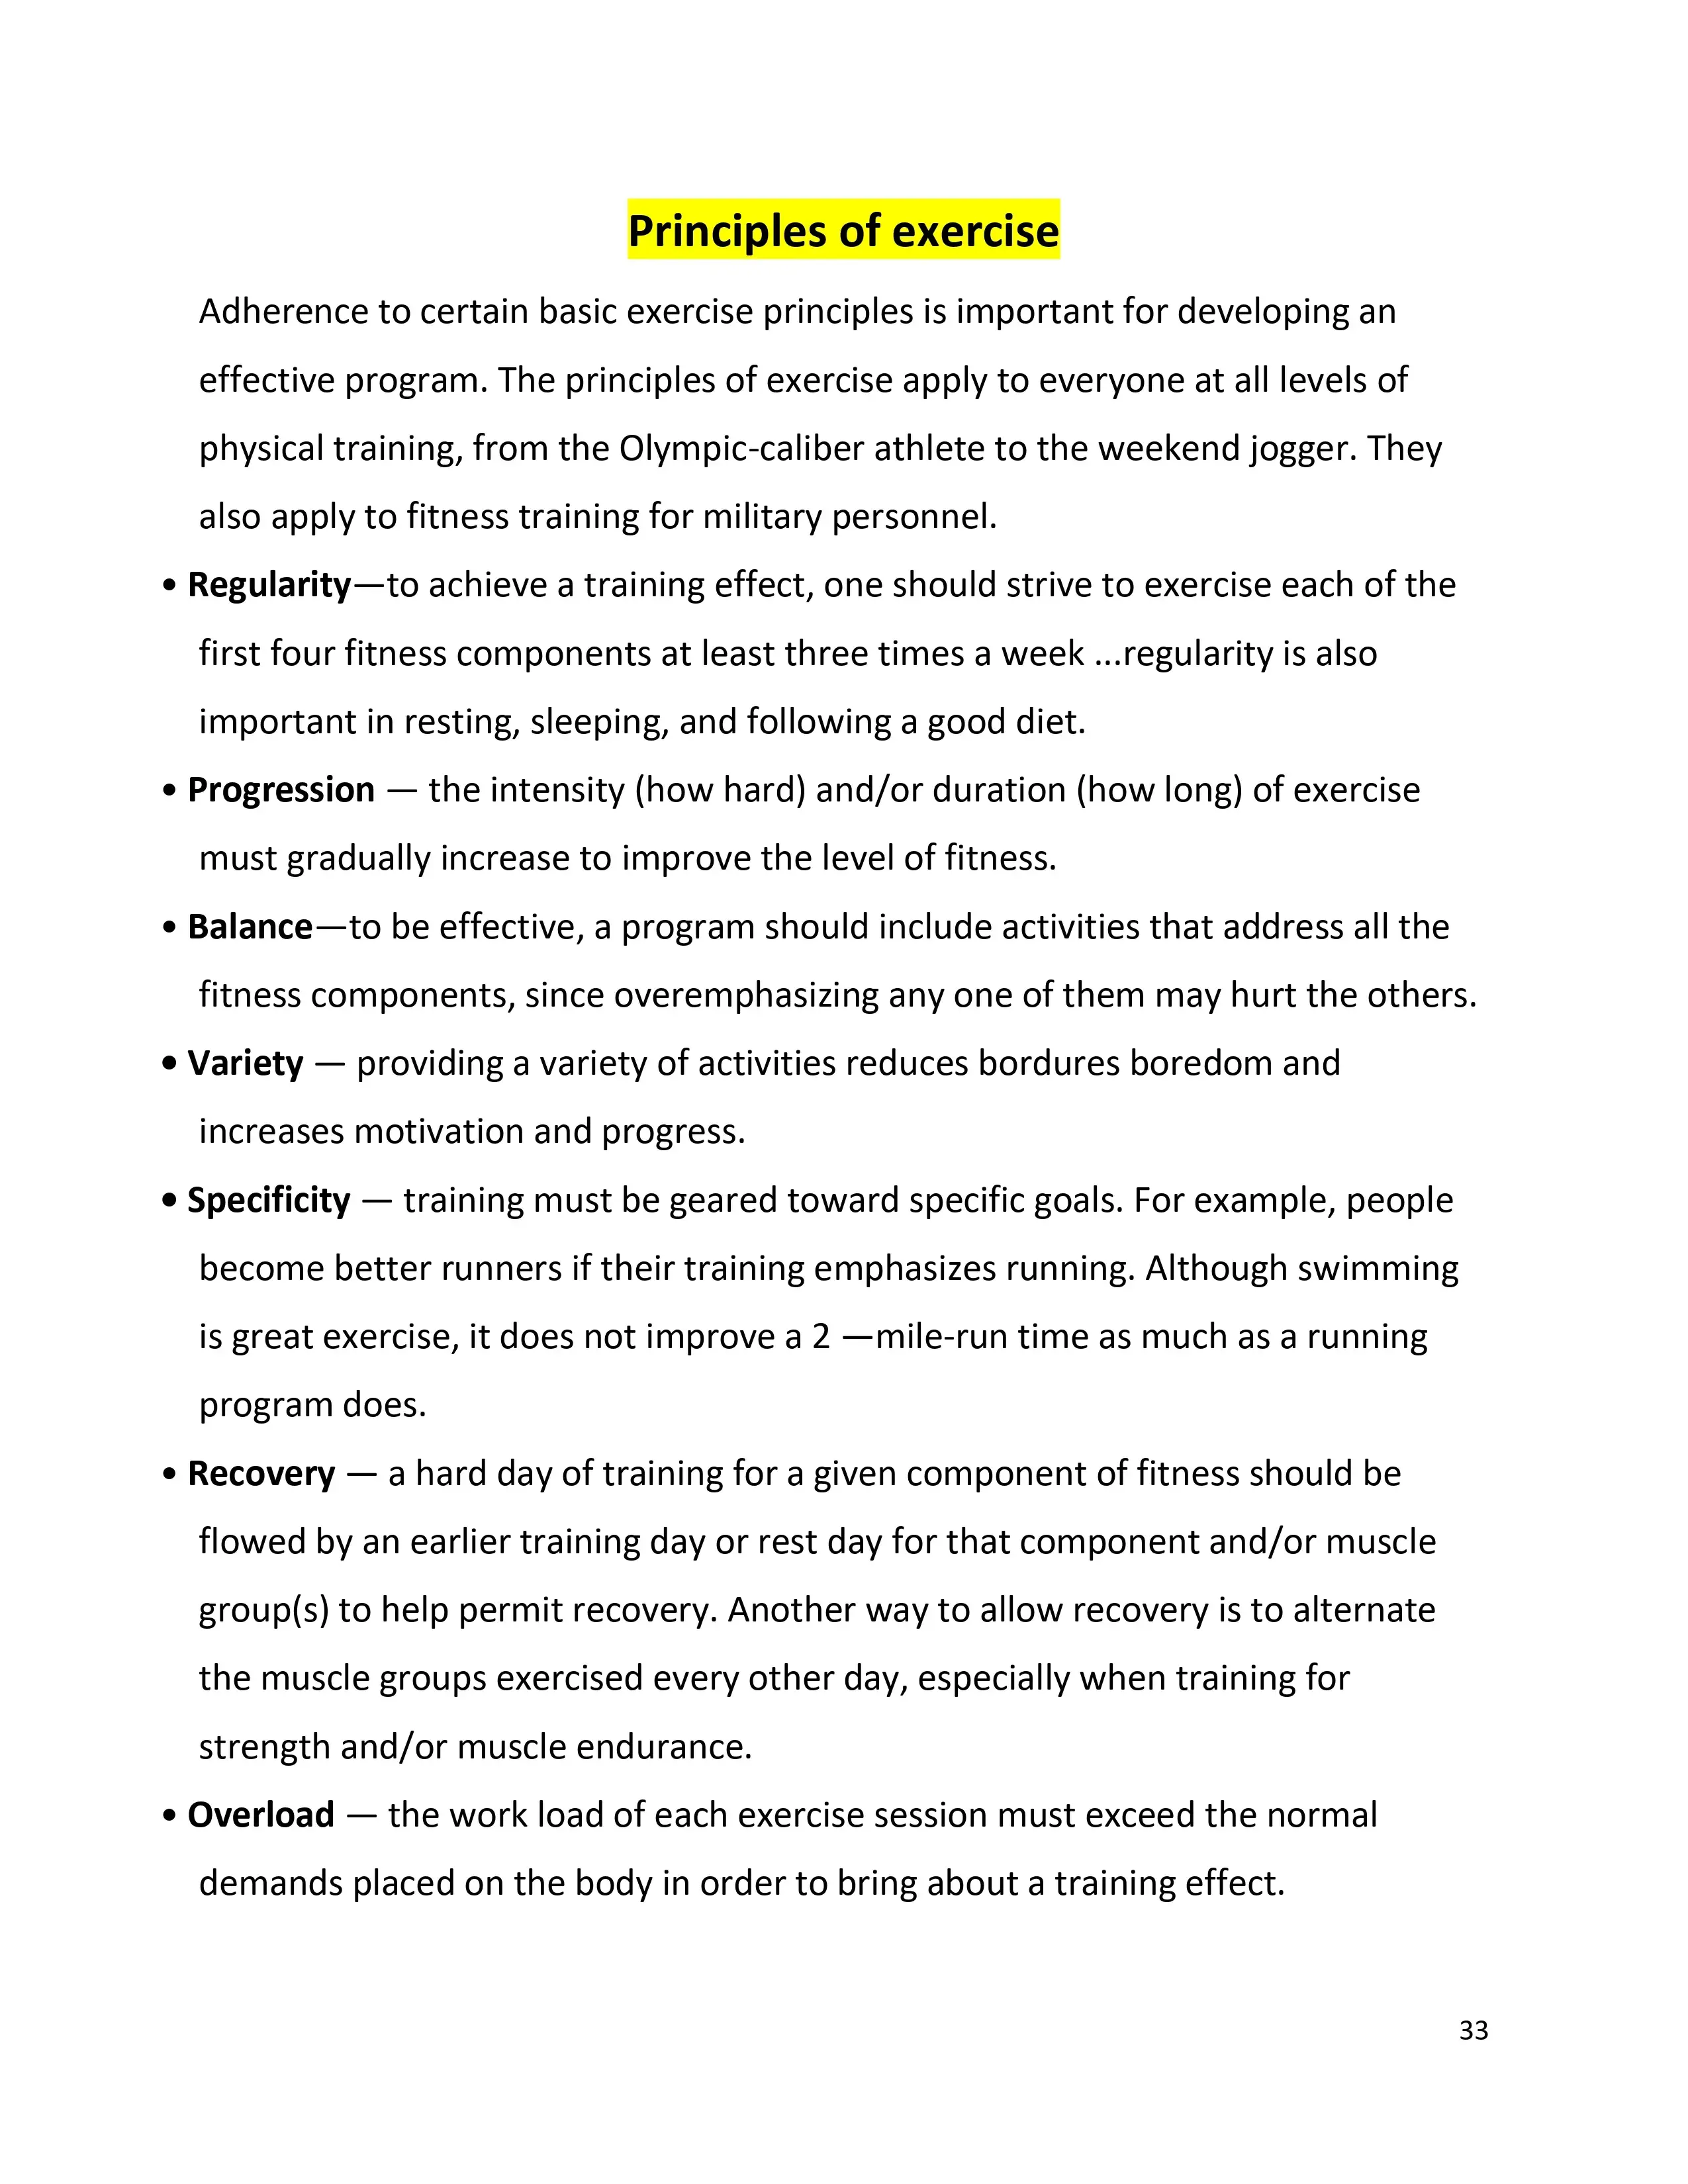 Principles of exercise
Adherence to certain basic exercise principles is important for developing an
effective program. The principles of exercise apply to everyone at all levels of
physical training, from the Olympic-caliber athlete to the weekend jogger. They
also apply to fitness training for military personnel.
• Regularity—to achieve a training effect, one should strive to exercise each of the
first four fitness components at least three times a week ...regularity is also
important in resting, sleeping, and following a good diet.
• Progression — the intensity (how hard) and/or duration (how long) of exercise
must gradually increase to improve the level of fitness.
• Balance—to be effective, a program should include activities that address all the
fitness components, since overemphasizing any one of them may hurt the others.
• Variety — providing a variety of activities reduces bordures boredom and
increases motivation and progress.
• Specificity — training must be geared toward specific goals. For example, people
become better runners if their training emphasizes running. Although swimming
is great exercise, it does not improve a 2 —mile-run time as much as a running
program does.
• Recovery — a hard day of training for a given component of fitness should be
flowed by an earlier training day or rest day for that component and/or muscle
group(s) to help permit recovery. Another way to allow recovery is to alternate
the muscle groups exercised every other day, especially when training for
strength and/or muscle endurance.
• Overload — the work load of each exercise session must exceed the normal
demands placed on the body in order to bring about a training effect.
33